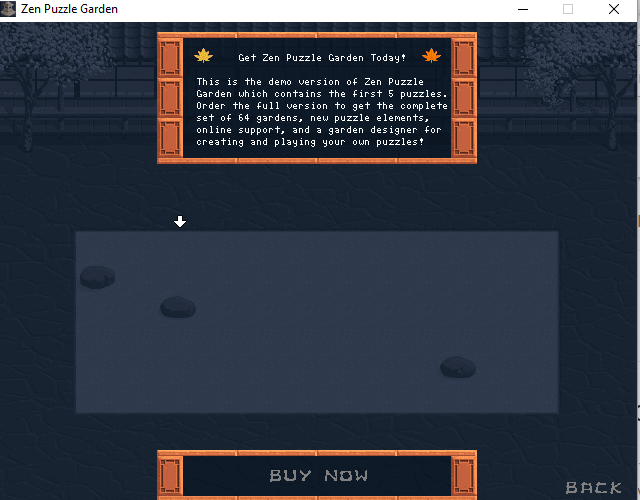 Zen Puzzle Garden
Get Zen Puzzle Garden Today!
This is the demo version of Zen Puzzle
Garden which contains the first 5 puzzles.
Order the full version to get the complete
set of 64 gardens, new puzzle elements,
online support, and a garden designer for
creating and playing your own puzzles!
BUY NOW
BACK